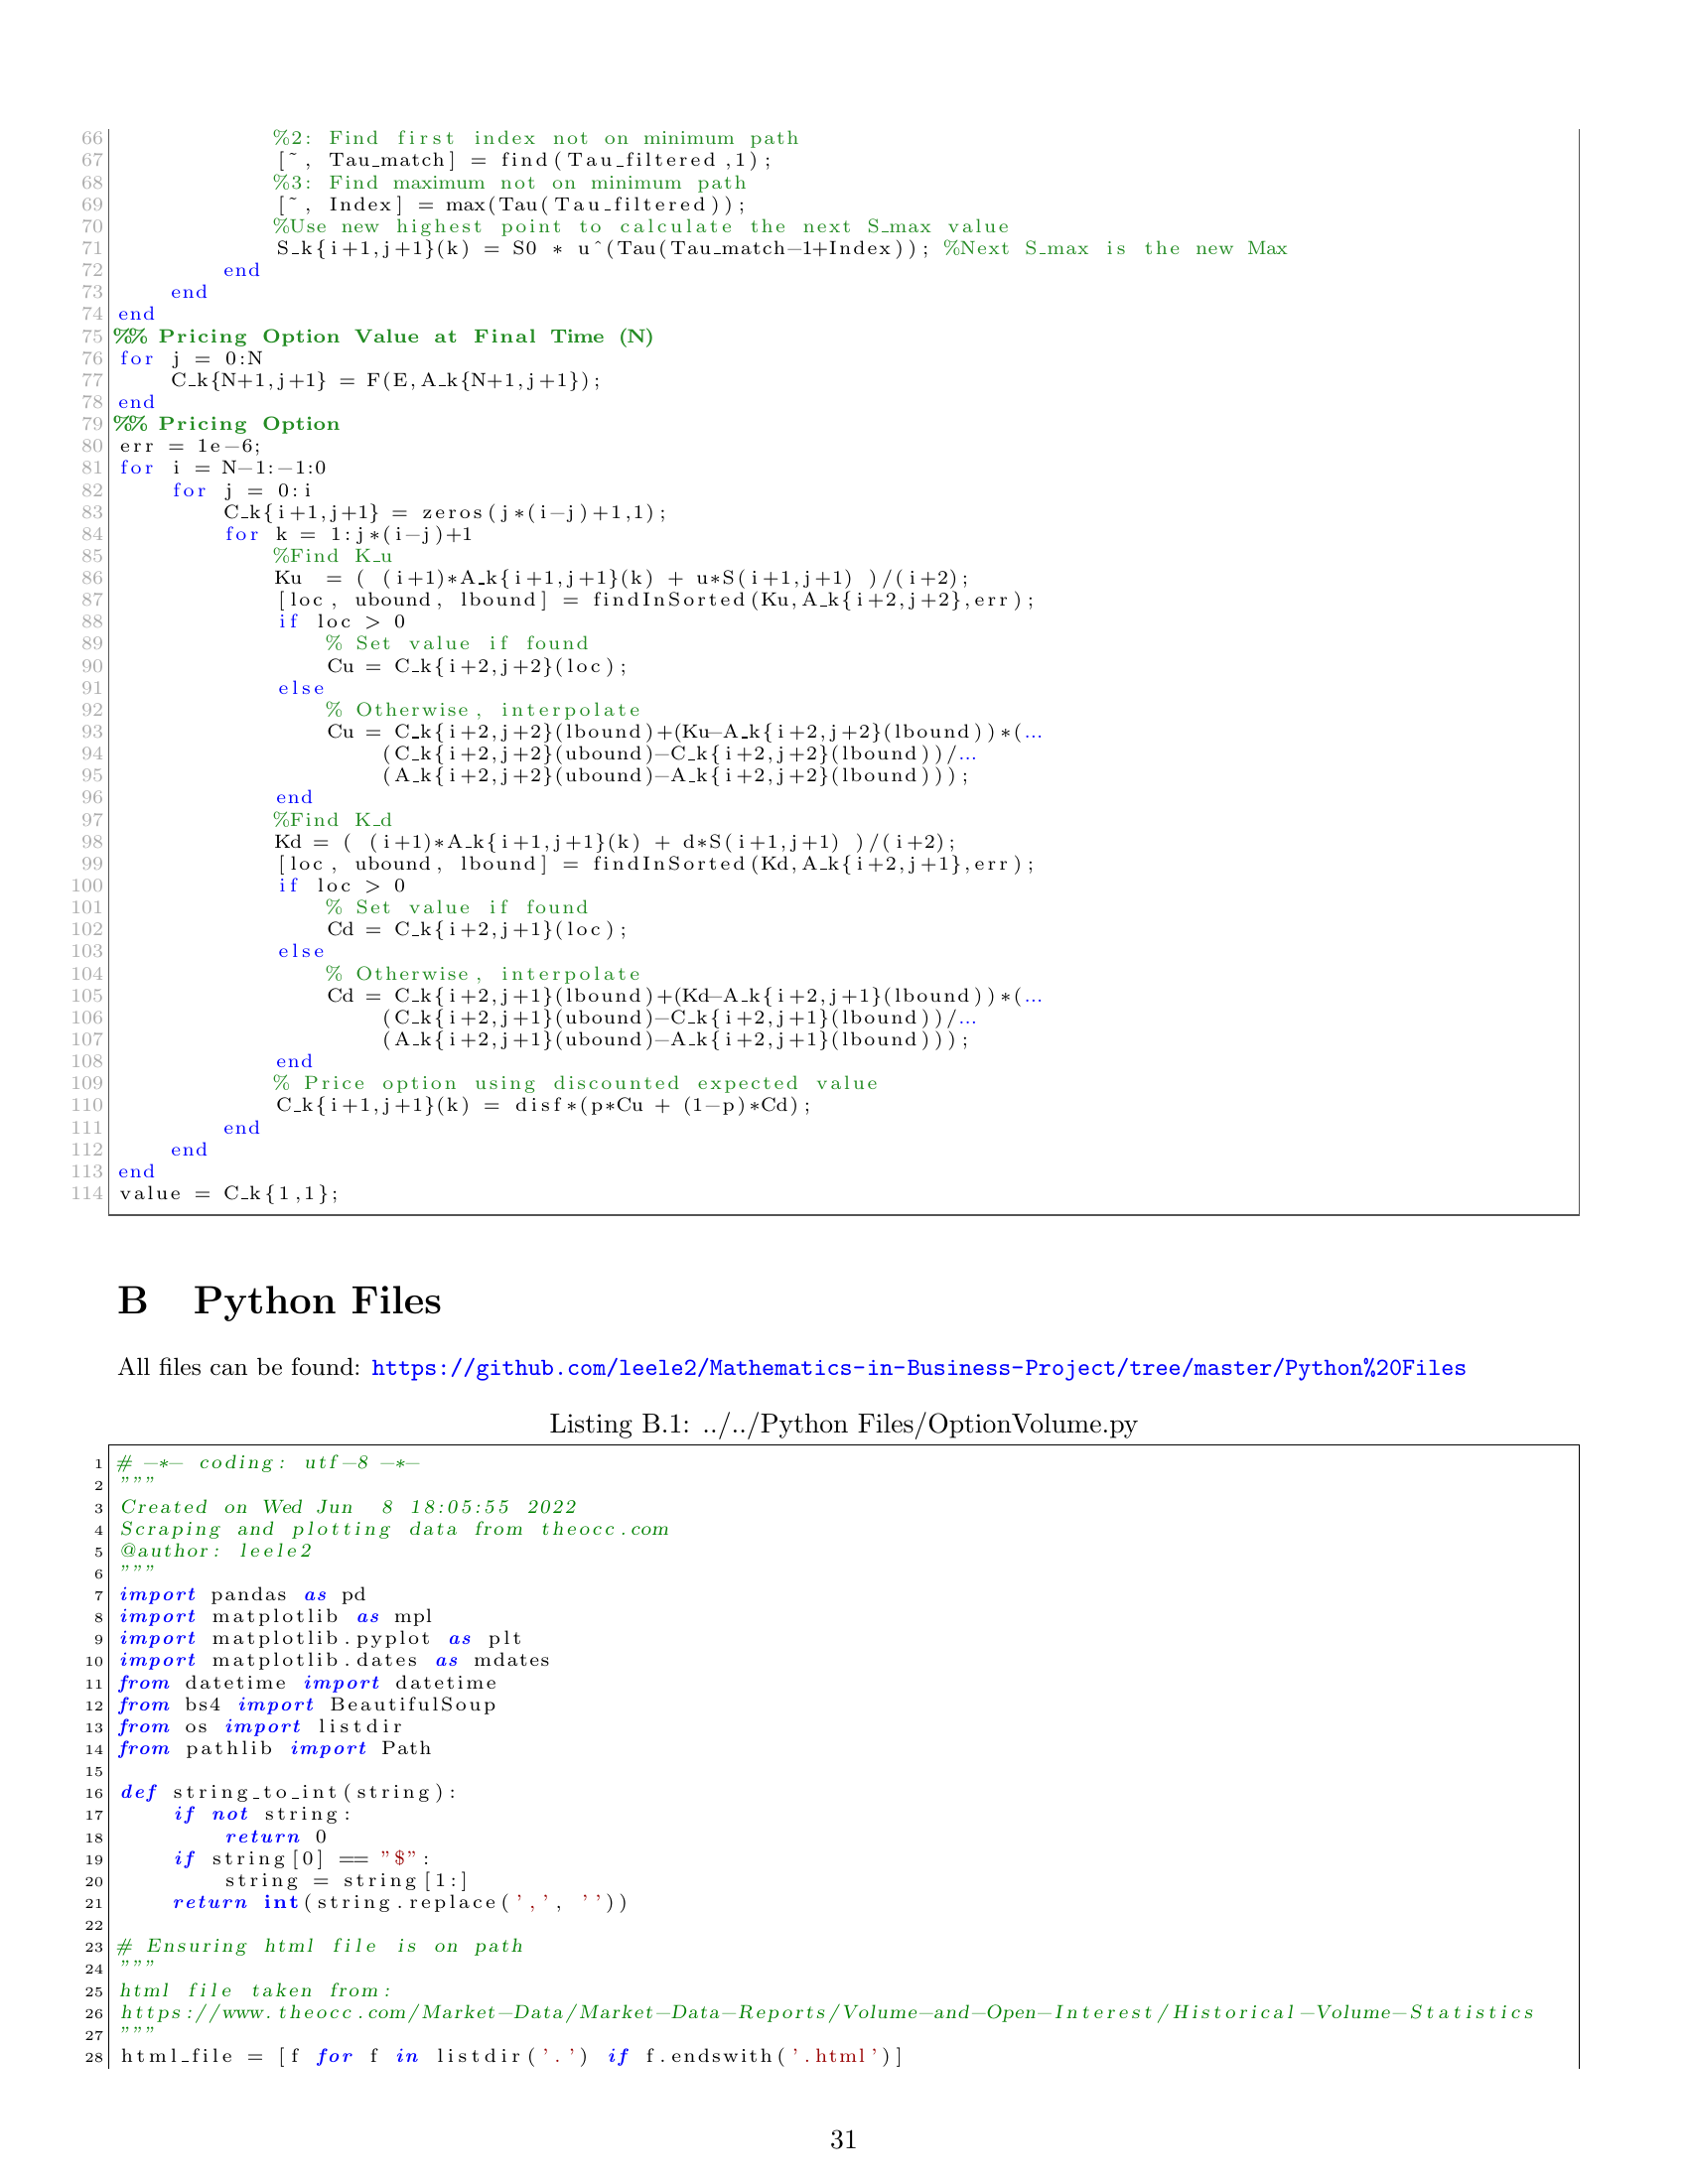 66             %2: Find first index not on minimum path
67             [~, Tau_match] = find(Tau_filtered,1);
68             %3: Find maximum not on minimum path
69             [~, Index] = max(Tau(Tau_filtered));
70             %Use new highest point to calculate the next S_max value
71             S_k{i+1,j+1}(k) = S0 * u^(Tau(Tau_match-1+Index)); %Next S_max is the new Max
72         end
73     end
74 end
75 %% Pricing Option Value at Final Time (N)
76 for j = 0:N
77     C_k{N+1,j+1} = F(E,A_k{N+1,j+1});
78 end
79 %% Pricing Option
80 err = 1e-6;
81 for i = N-1:-1:0
82     for j = 0:i
83         C_k{i+1,j+1} = zeros(j*(i-j)+1,1);
84         for k = 1:j*(i-j)+1
85             %Find K_u
86             Ku  = ( (i+1)*A_k{i+1,j+1}(k) + u*S(i+1,j+1) )/(i+2);
87             [loc, ubound, lbound] = findInSorted(Ku,A_k{i+2,j+2},err);
88             if loc > 0
89                 % Set value if found
90                 Cu = C_k{i+2,j+2}(loc);
91             else
92                 % Otherwise, interpolate
93                 Cu = C_k{i+2,j+2}(lbound)+(Ku-A_k{i+2,j+2}(lbound))*(...
94                     (C_k{i+2,j+2}(ubound)-C_k{i+2,j+2}(lbound))/...
95                     (A_k{i+2,j+2}(ubound)-A_k{i+2,j+2}(lbound)));
96             end
97             %Find K_d
98             Kd = ( (i+1)*A_k{i+1,j+1}(k) + d*S(i+1,j+1) )/(i+2);
99             [loc, ubound, lbound] = findInSorted(Kd,A_k{i+2,j+1},err);
100             if loc > 0
101                 % Set value if found
102                 Cd = C_k{i+2,j+1}(loc);
103             else
104                 % Otherwise, interpolate
105                 Cd = C_k{i+2,j+1}(lbound)+(Kd-A_k{i+2,j+1}(lbound))*(...
106                     (C_k{i+2,j+1}(ubound)-C_k{i+2,j+1}(lbound))/...
107                     (A_k{i+2,j+1}(ubound)-A_k{i+2,j+1}(lbound)));
108             end
109             % Price option using discounted expected value
110             C_k{i+1,j+1}(k) = disf*(p*Cu + (1-p)*Cd);
111         end
112     end
113 end
114 value = C_k{1,1};
B Python Files
All files can be found: https://github.com/leele2/Mathematics-in-Business-Project/tree/master/Python%20Files
Listing B.1: ../../Python Files/OptionVolume.py
1 # -*- coding: utf-8 -*-
2 """
3 Created on Wed Jun  8 18:05:55 2022
4 Scraping and plotting data from theocc.com
5 @author: leele2
6 """
7 import pandas as pd
8 import matplotlib as mpl
9 import matplotlib.pyplot as plt
10 import matplotlib.dates as mdates
11 from datetime import datetime
12 from bs4 import BeautifulSoup
13 from os import listdir
14 from pathlib import Path
15
16 def string_to_int(string):
17     if not string:
18         return 0
19     if string[0] == "$":
20         string = string[1:]
21     return int(string.replace(',', ''))
22
23 # Ensuring html file is on path
24 """
25 html file taken from:
26 https://www.theocc.com/Market-Data/Market-Data-Reports/Volume-and-Open-Interest/Historical-Volume-Statistics
27 """
28 html_file = [f for f in listdir('.') if f.endswith('.html')]
31